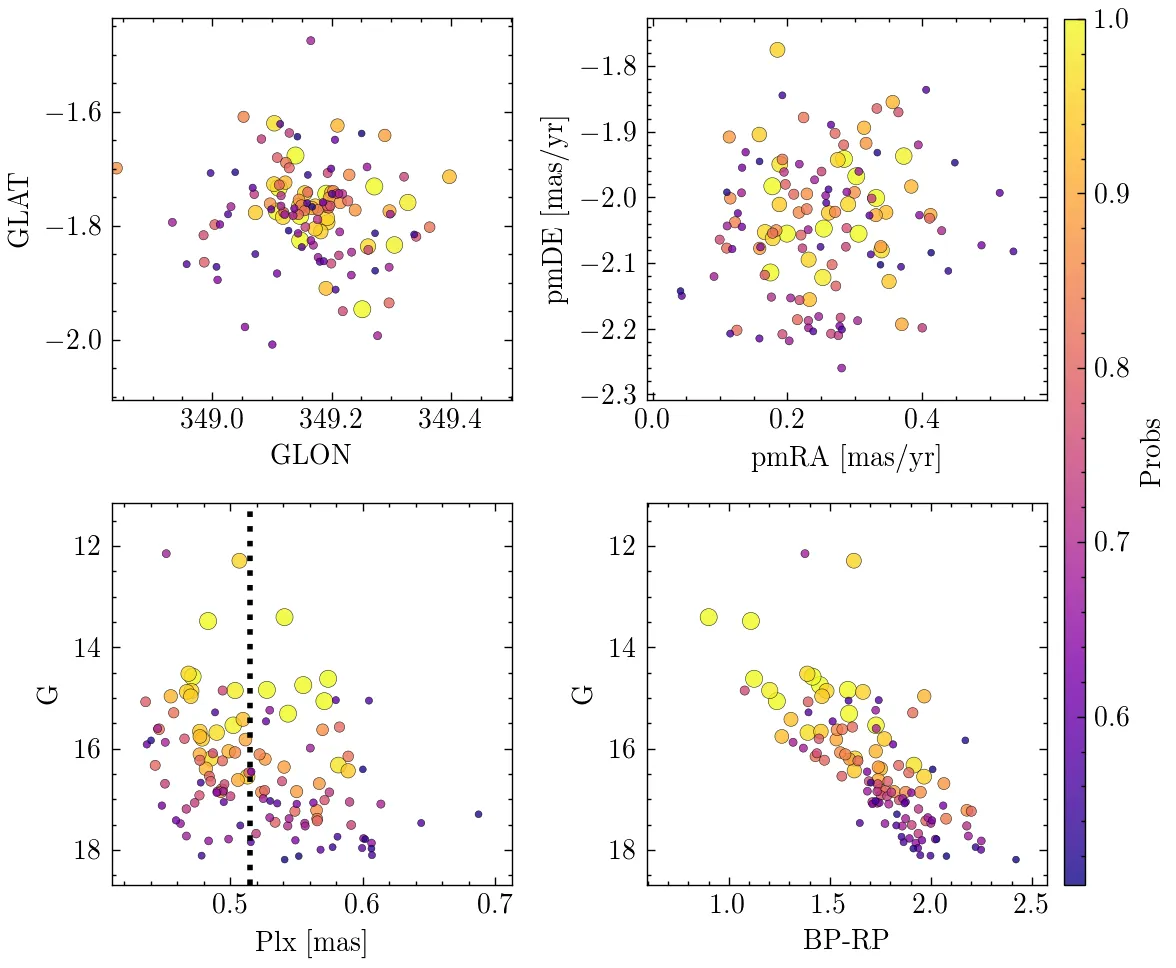 −1.6
−1.8
−2.0
GLAT
349.0 349.2 349.4
GLON
−1.8
−1.9
−2.0
−2.1
−2.2
−2.3
pmDE [mas/yr]
0.0 0.2 0.4
pmRA [mas/yr]
12
14
16
18
G
0.5 0.6 0.7
Plx [mas]
12
14
16
18
G
1.0 1.5 2.0 2.5
BP-RP
1.0
0.9
0.8
0.7
0.6
Probs